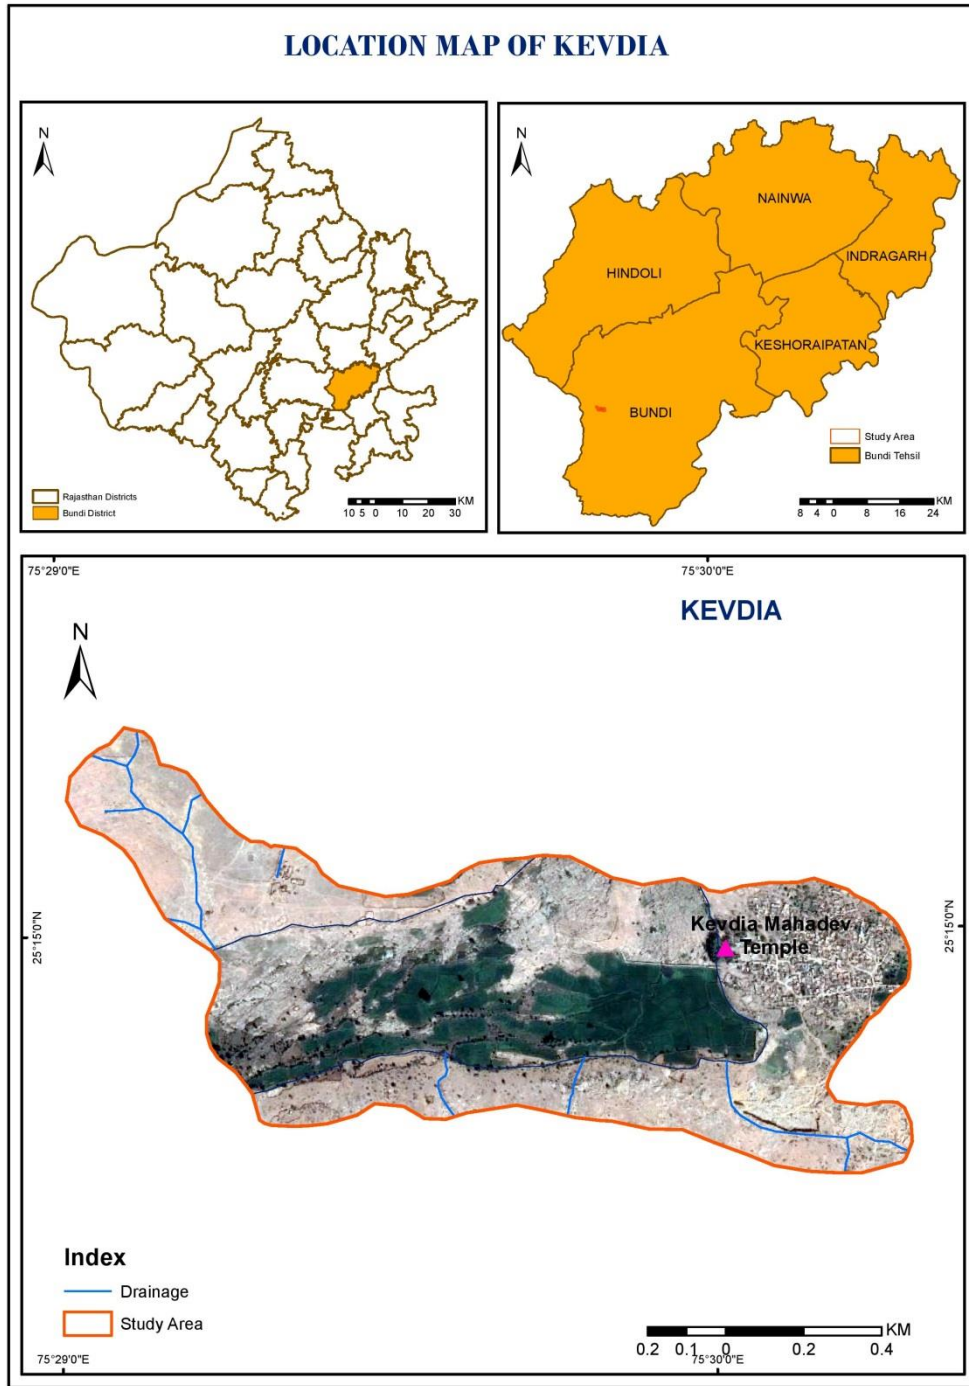 LOCATION MAP OF KEVDIA
N
Rajasthan Districts
Bundi District
KM
10 5 0 10 20 30
N
NAINWA
INDRAGARH
HINDOLI
KESHORAIPATAN
BUNDI
Study Area
Bundi Tehsil
KM
8 4 0 8 16 24
75°29'0"E
75°30'0"E
KEVDIA
N
25°15'0"N
25°15'0"N
Kevdia Mahadev
Temple
Index
Drainage
Study Area
KM
0.2 0.1 0 0.2 0.4
75°29'0"E
75°30'0"E